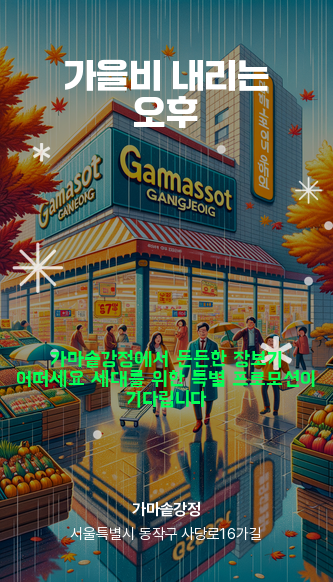 가을비 내리는
오후
Gamasot
GANEONG
Gamassot
GANGJEOIG
가마솥강정에서 든든한 장보기
어떠세요 세대를 위한 특별 프로모션이
기다립니다
가마솥강정
서울특별시 동작구 사당로16가길